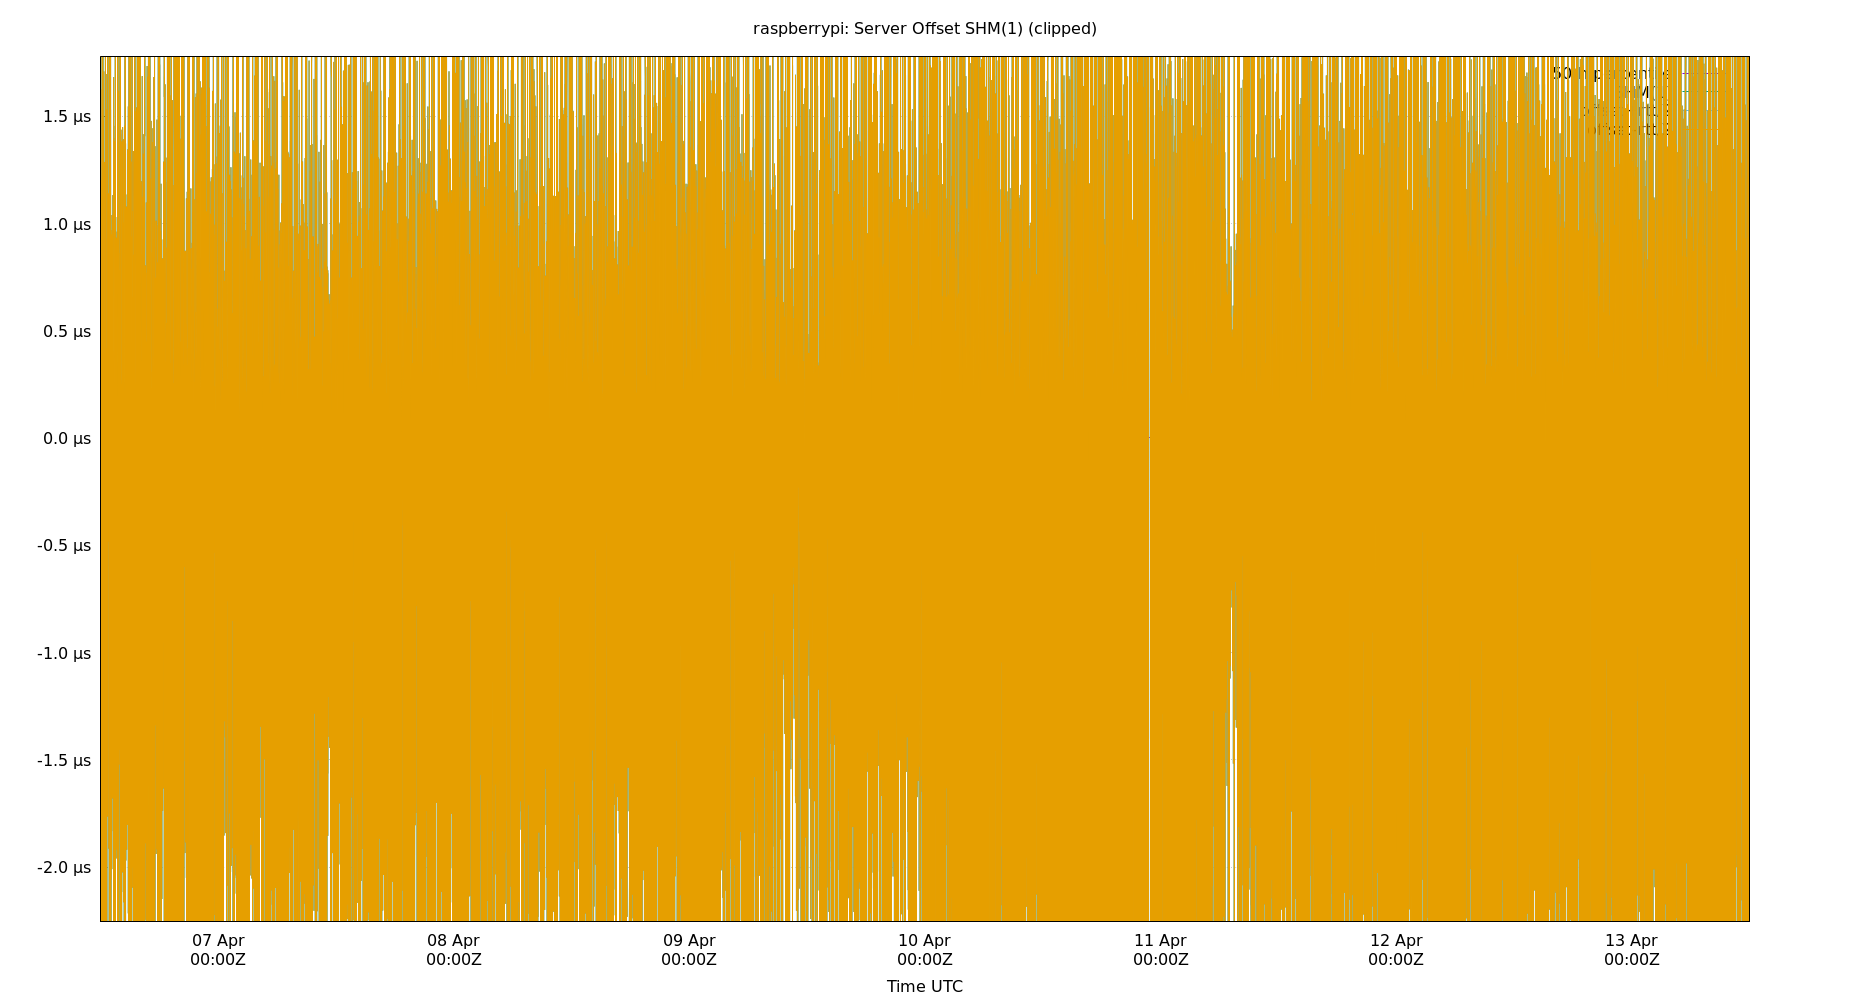 raspberrypi: Server Offset SHM(1) (clipped)
1.5 µs
1.0 µs
0.5 µs
0.0 µs
-0.5 µs
-1.0 µs
-1.5 µs
-2.0 µs
07 Apr 08 Apr 09 Apr 10 Apr 11 Apr 12 Apr 13 Apr
00:00Z 00:00Z 00:00Z 00:00Z 00:00Z 00:00Z 00:00Z
Time UTC